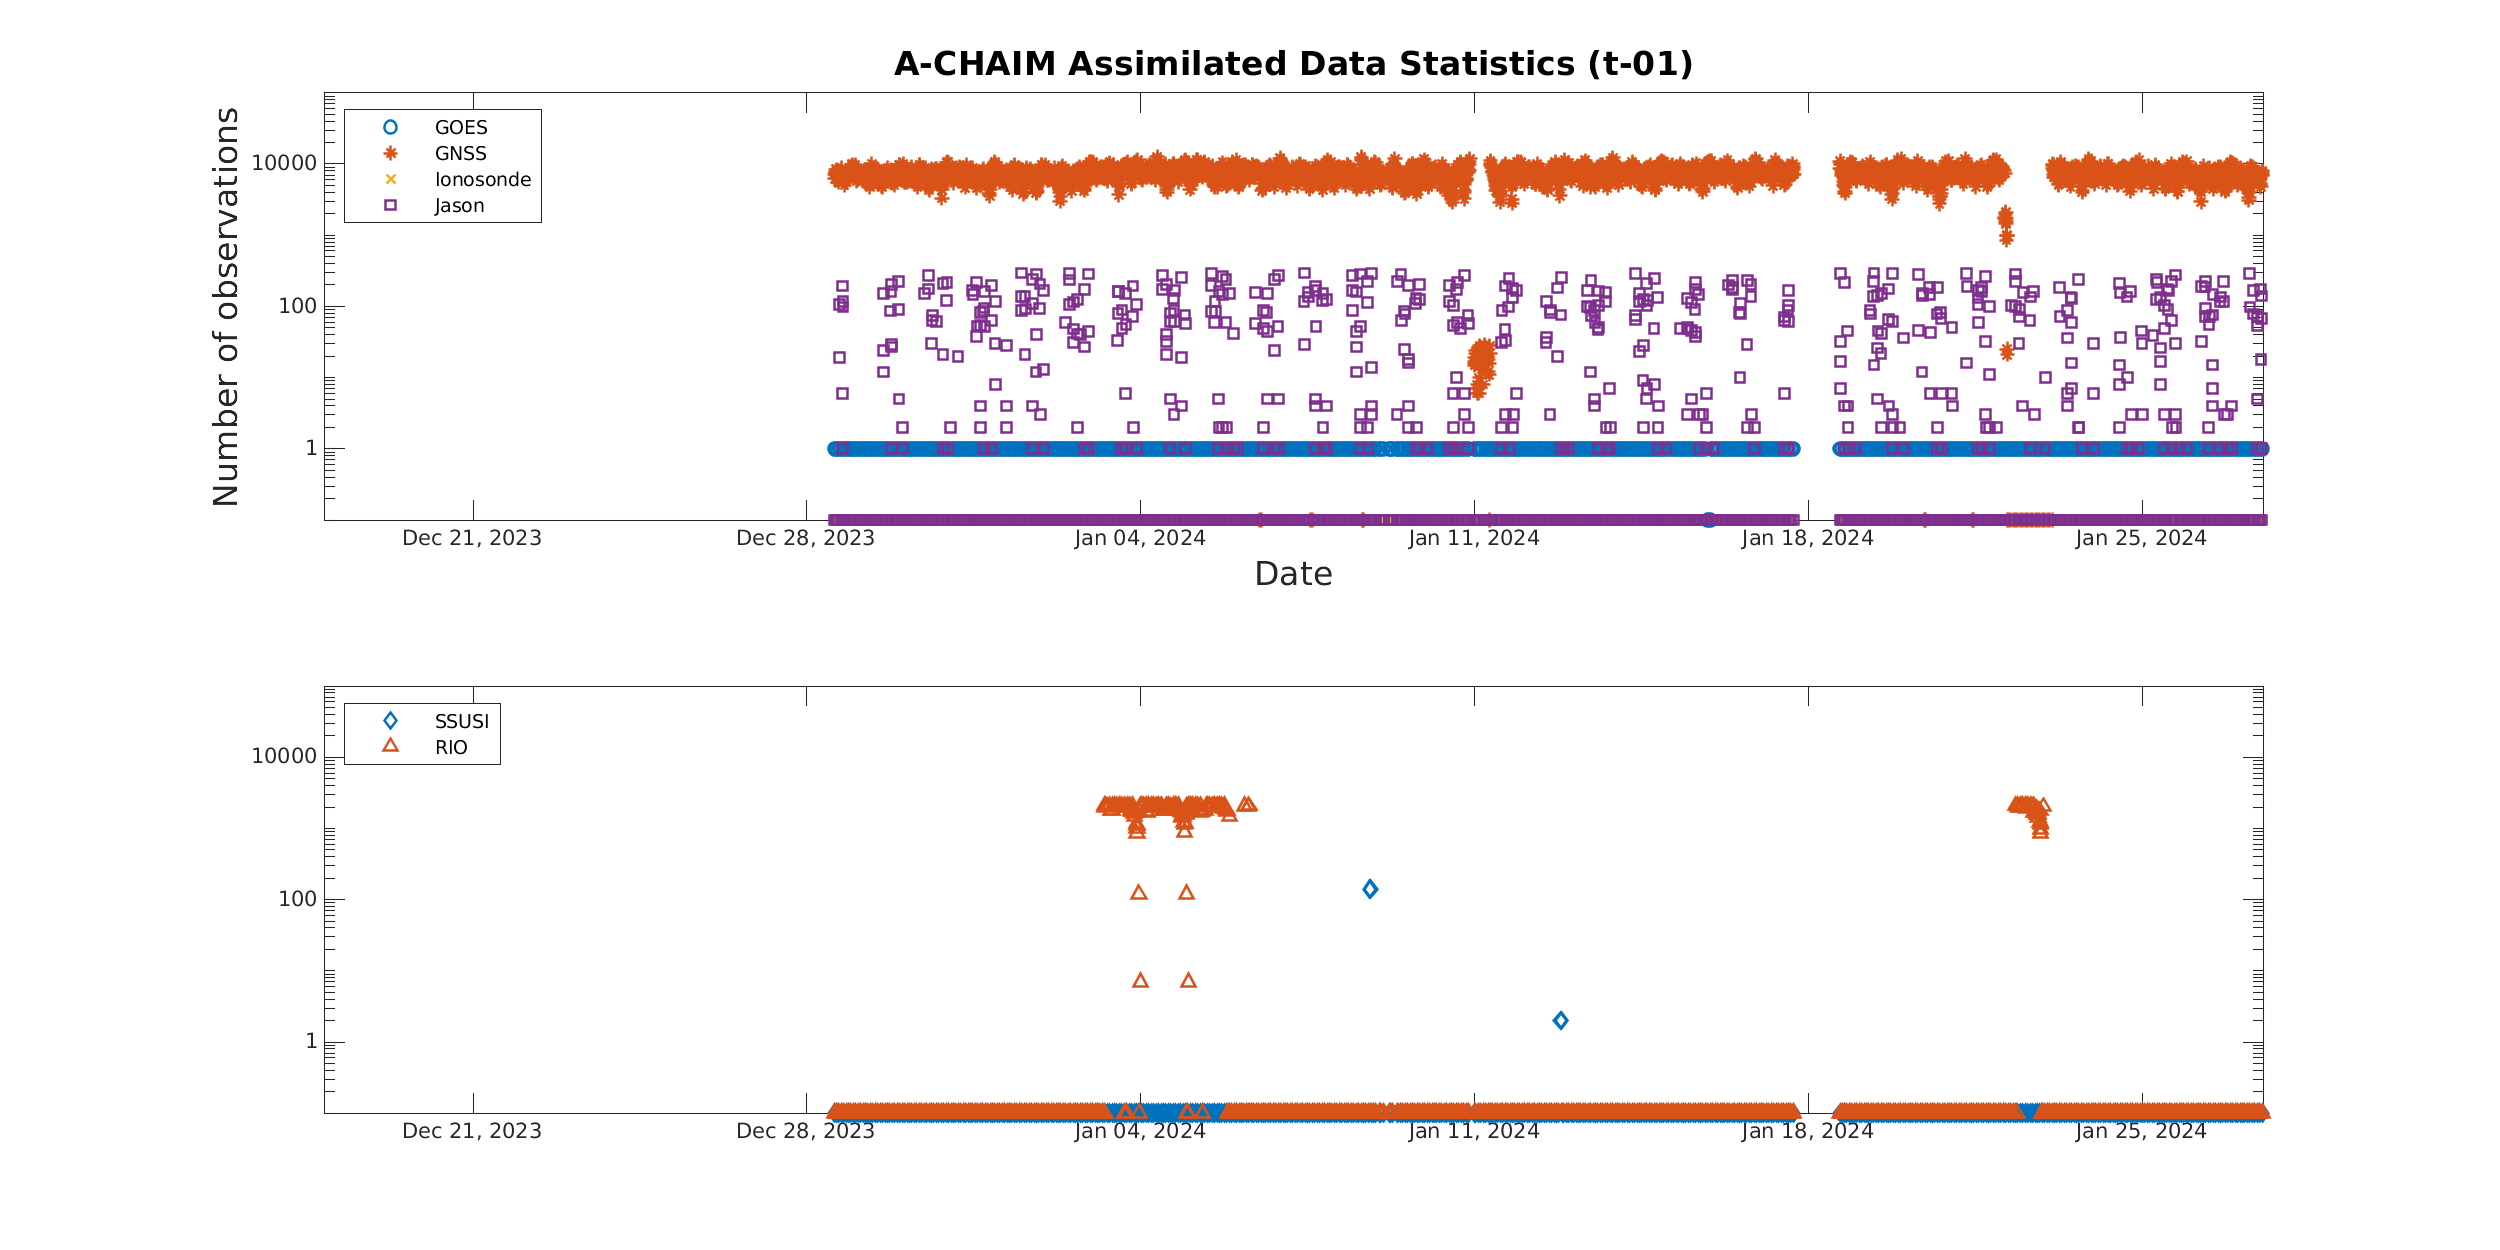 A-CHAIM Assimilated Data Statistics (t-01)
Number of observations
10000
100
1
GOES
GNSS
Ionosonde
Jason
Dec 21, 2023
Dec 28, 2023
Jan 04, 2024
Jan 11, 2024
Jan 18, 2024
Jan 25, 2024
Date
10000
100
1
SSUSI
RIO
Dec 21, 2023
Dec 28, 2023
Jan 04, 2024
Jan 11, 2024
Jan 18, 2024
Jan 25, 2024